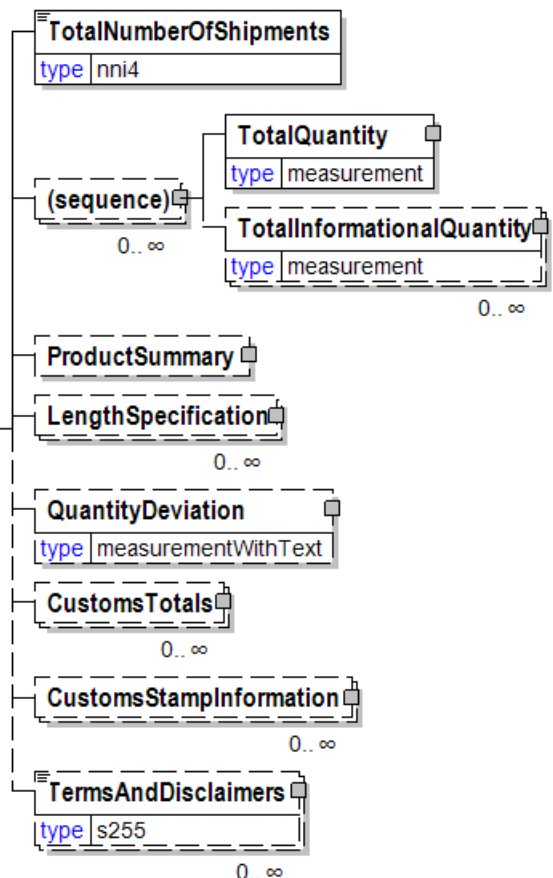 TotalNumberOfShipments
type nni4
TotalQuantity
type measurement
(sequence)
0.. ∞
TotalInformationalQuantity
type measurement
0.. ∞
ProductSummary
LengthSpecification
0.. ∞
QuantityDeviation
type measurementWithText
CustomsTotals
0.. ∞
CustomsStampInformation
0.. ∞
TermsAndDisclaimers
type s255
0.. ∞